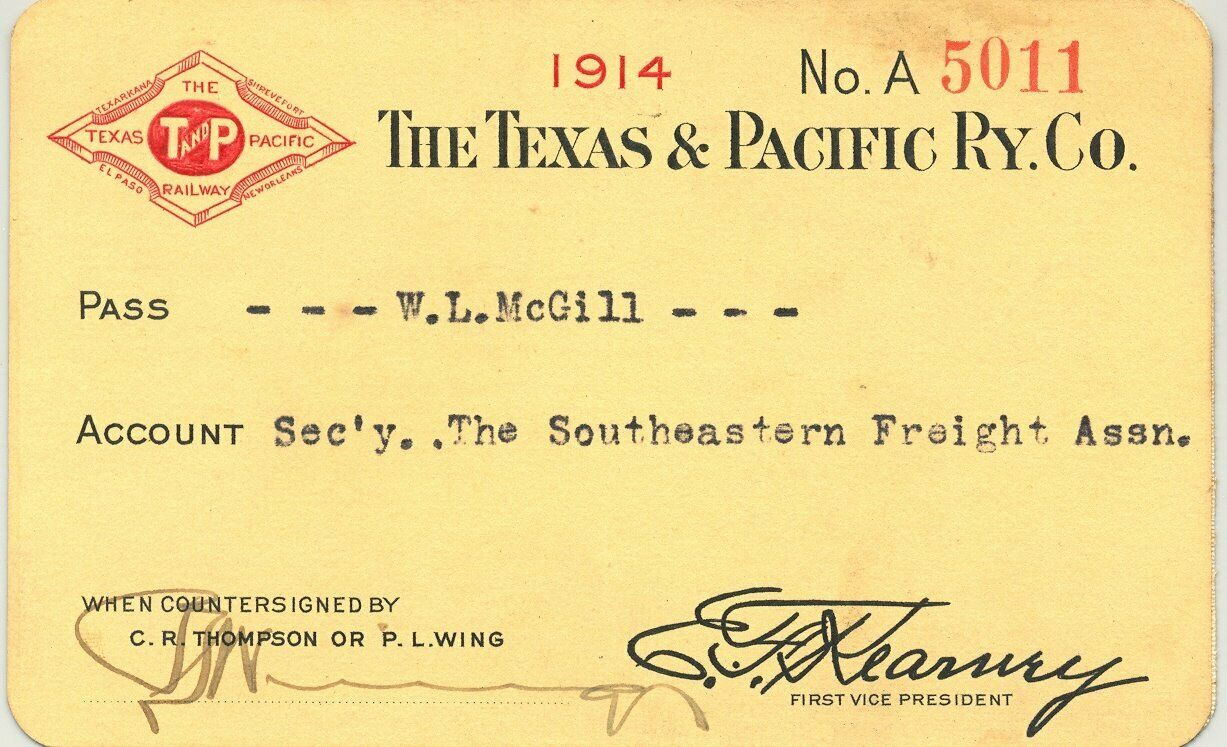 1914 No. A 5011
TEXARKANA THE SHREVEPORT
TEXAS T AND P PACIFIC
EL PASO RAILWAY NEW ORLEANS
THE TEXAS & PACIFIC RY. CO.
PASS - - - W.L.McGill - - -
ACCOUNT Sec'y. .The Southeastern Freight Assn.
WHEN COUNTERSIGNED BY
C. R. THOMPSON OR P. L. WING
E. F. Kearney
FIRST VICE PRESIDENT